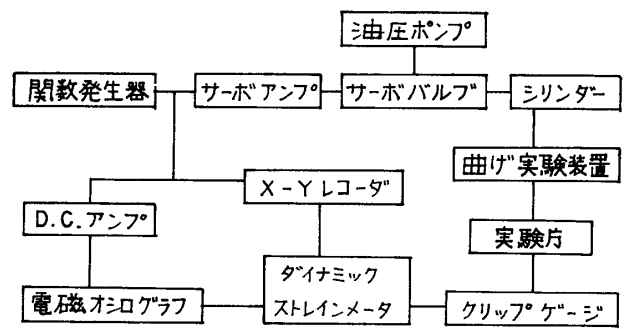 油圧ポンプ
関数発生器
サーボアンプ
サーボバルブ
シリンダー
曲げ実験装置
X-Yレコーダ
D.C.アンプ
実験庁
ダイナミック
ストレインメータ
電磁オシログラフ
クリップゲージ